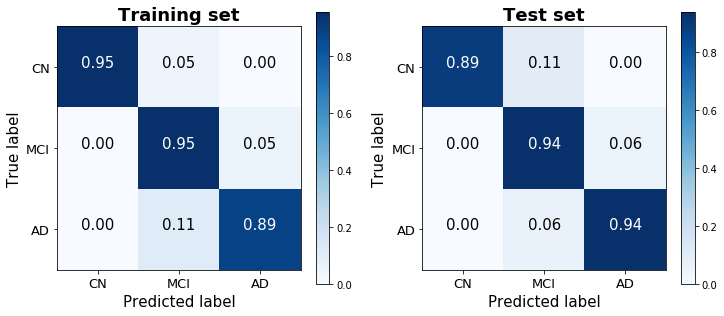 Training set
True label
CN
MCI
AD
0.95 0.05 0.00
0.00 0.95 0.05
0.00 0.11 0.89
CN MCI AD
Predicted label
0.8
0.6
0.4
0.2
0.0
Test set
True label
CN
MCI
AD
0.89 0.11 0.00
0.00 0.94 0.06
0.00 0.06 0.94
CN MCI AD
Predicted label
0.8
0.6
0.4
0.2
0.0